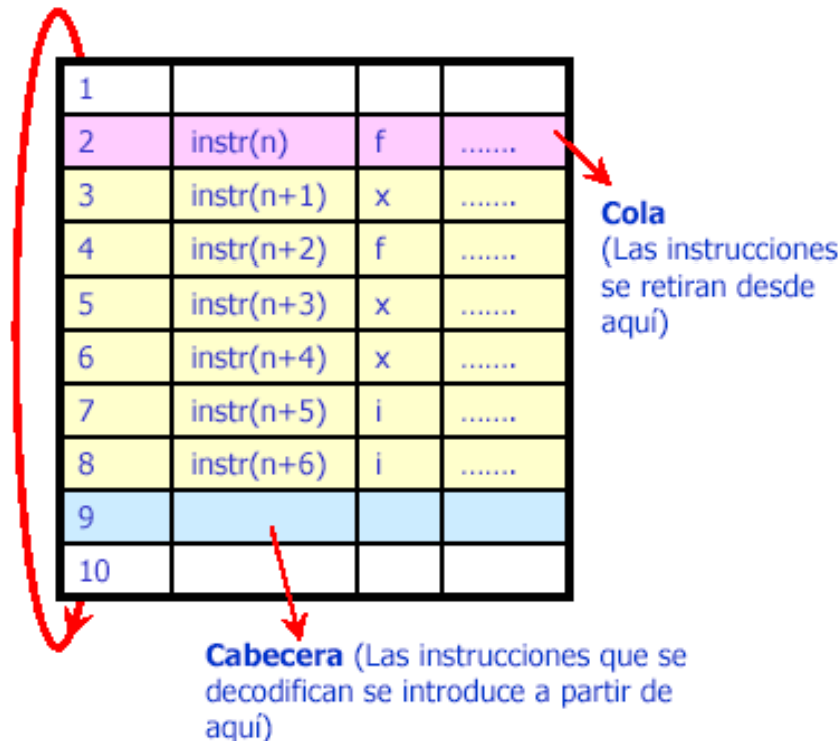 1
2 instr(n) f .......
3 instr(n+1) x .......
4 instr(n+2) f .......
5 instr(n+3) x .......
6 instr(n+4) x .......
7 instr(n+5) i .......
8 instr(n+6) i .......
9
10
Cola
(Las instrucciones
se retiran desde
aquí)
Cabecera (Las instrucciones que se
decodifican se introduce a partir de
aquí)